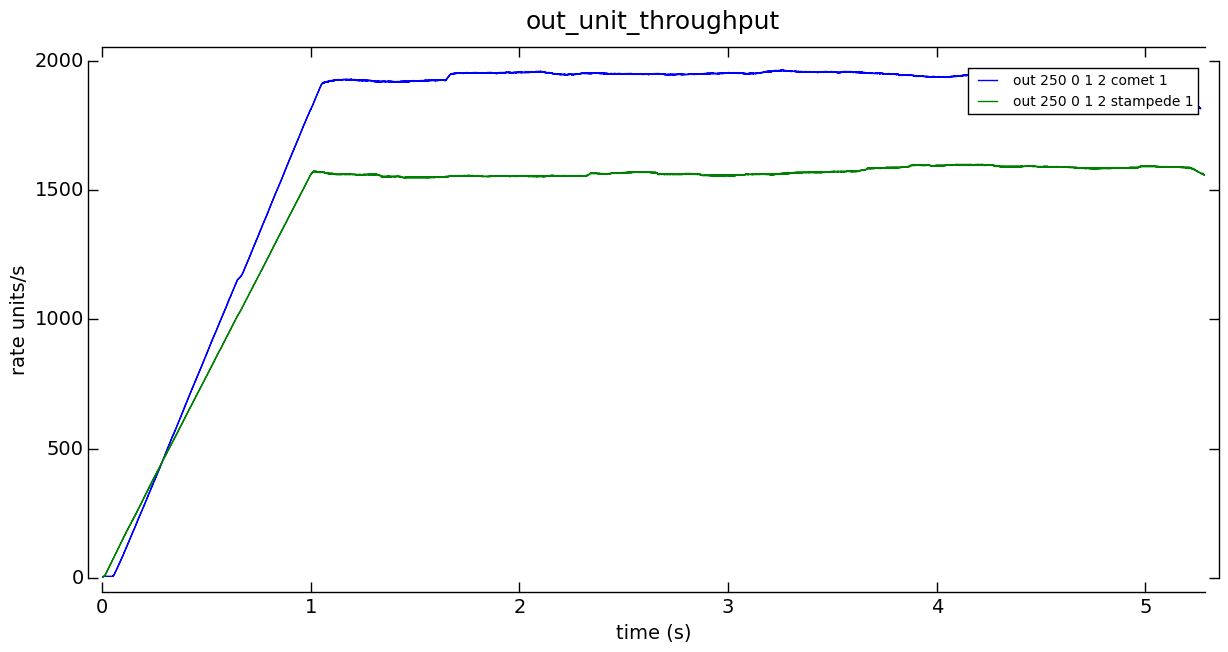 out_unit_throughput
2000
1500
1000
500
0
rate units/s
out 250 0 1 2 comet 1
out 250 0 1 2 stampede 1
0 1 2 3 4 5
time (s)